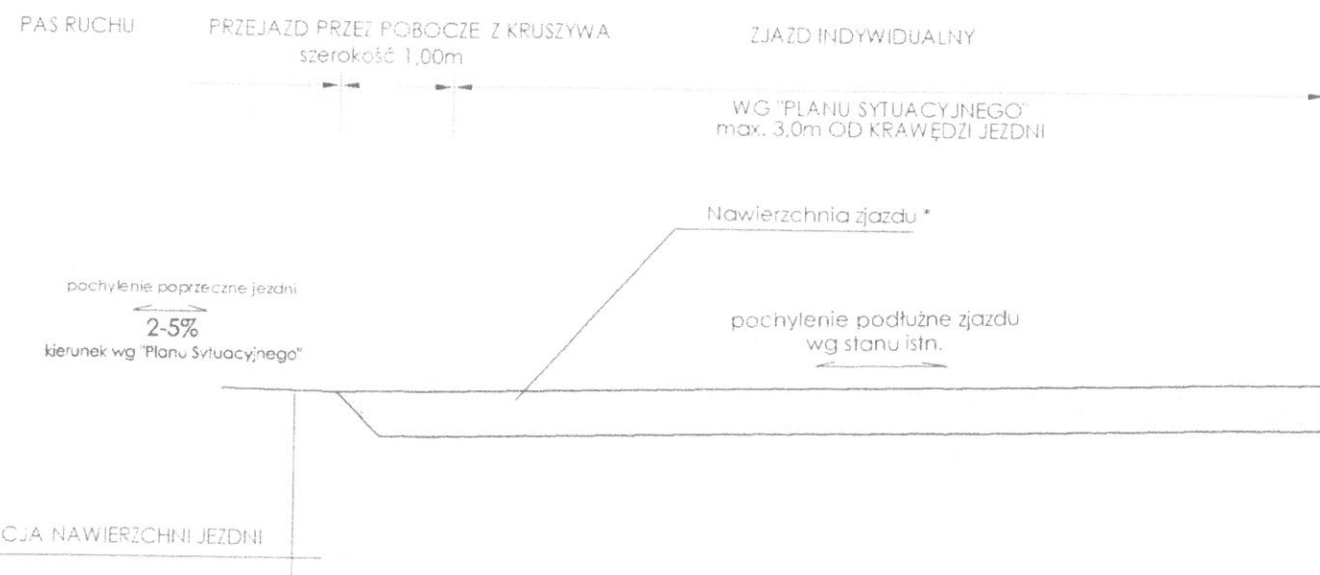 PAS RUCHU
PRZEJAZD PRZEZ POBOCZE Z KRUSZYWA
szerokość 1,00m
ZJAZD INDYWIDUALNY
WG "PLANU SYTUACYJNEGO"
max. 3,0m OD KRAWĘDZI JEZDNI
Nawierzchnia zjazdu *
pochylenie poprzeczne jezdni
2-5%
kierunek wg "Planu Sytuacyjnego"
pochylenie podłużne zjazdu
wg stanu istn.
CJA NAWIERZCHNI JEZDNI